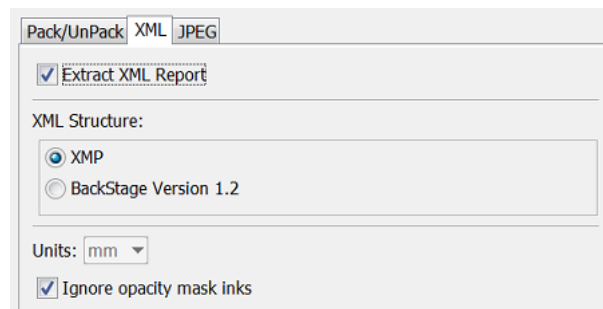 Pack/UnPack XML JPEG
Extract XML Report
XML Structure:
XMP
BackStage Version 1.2
Units: mm
Ignore opacity mask inks